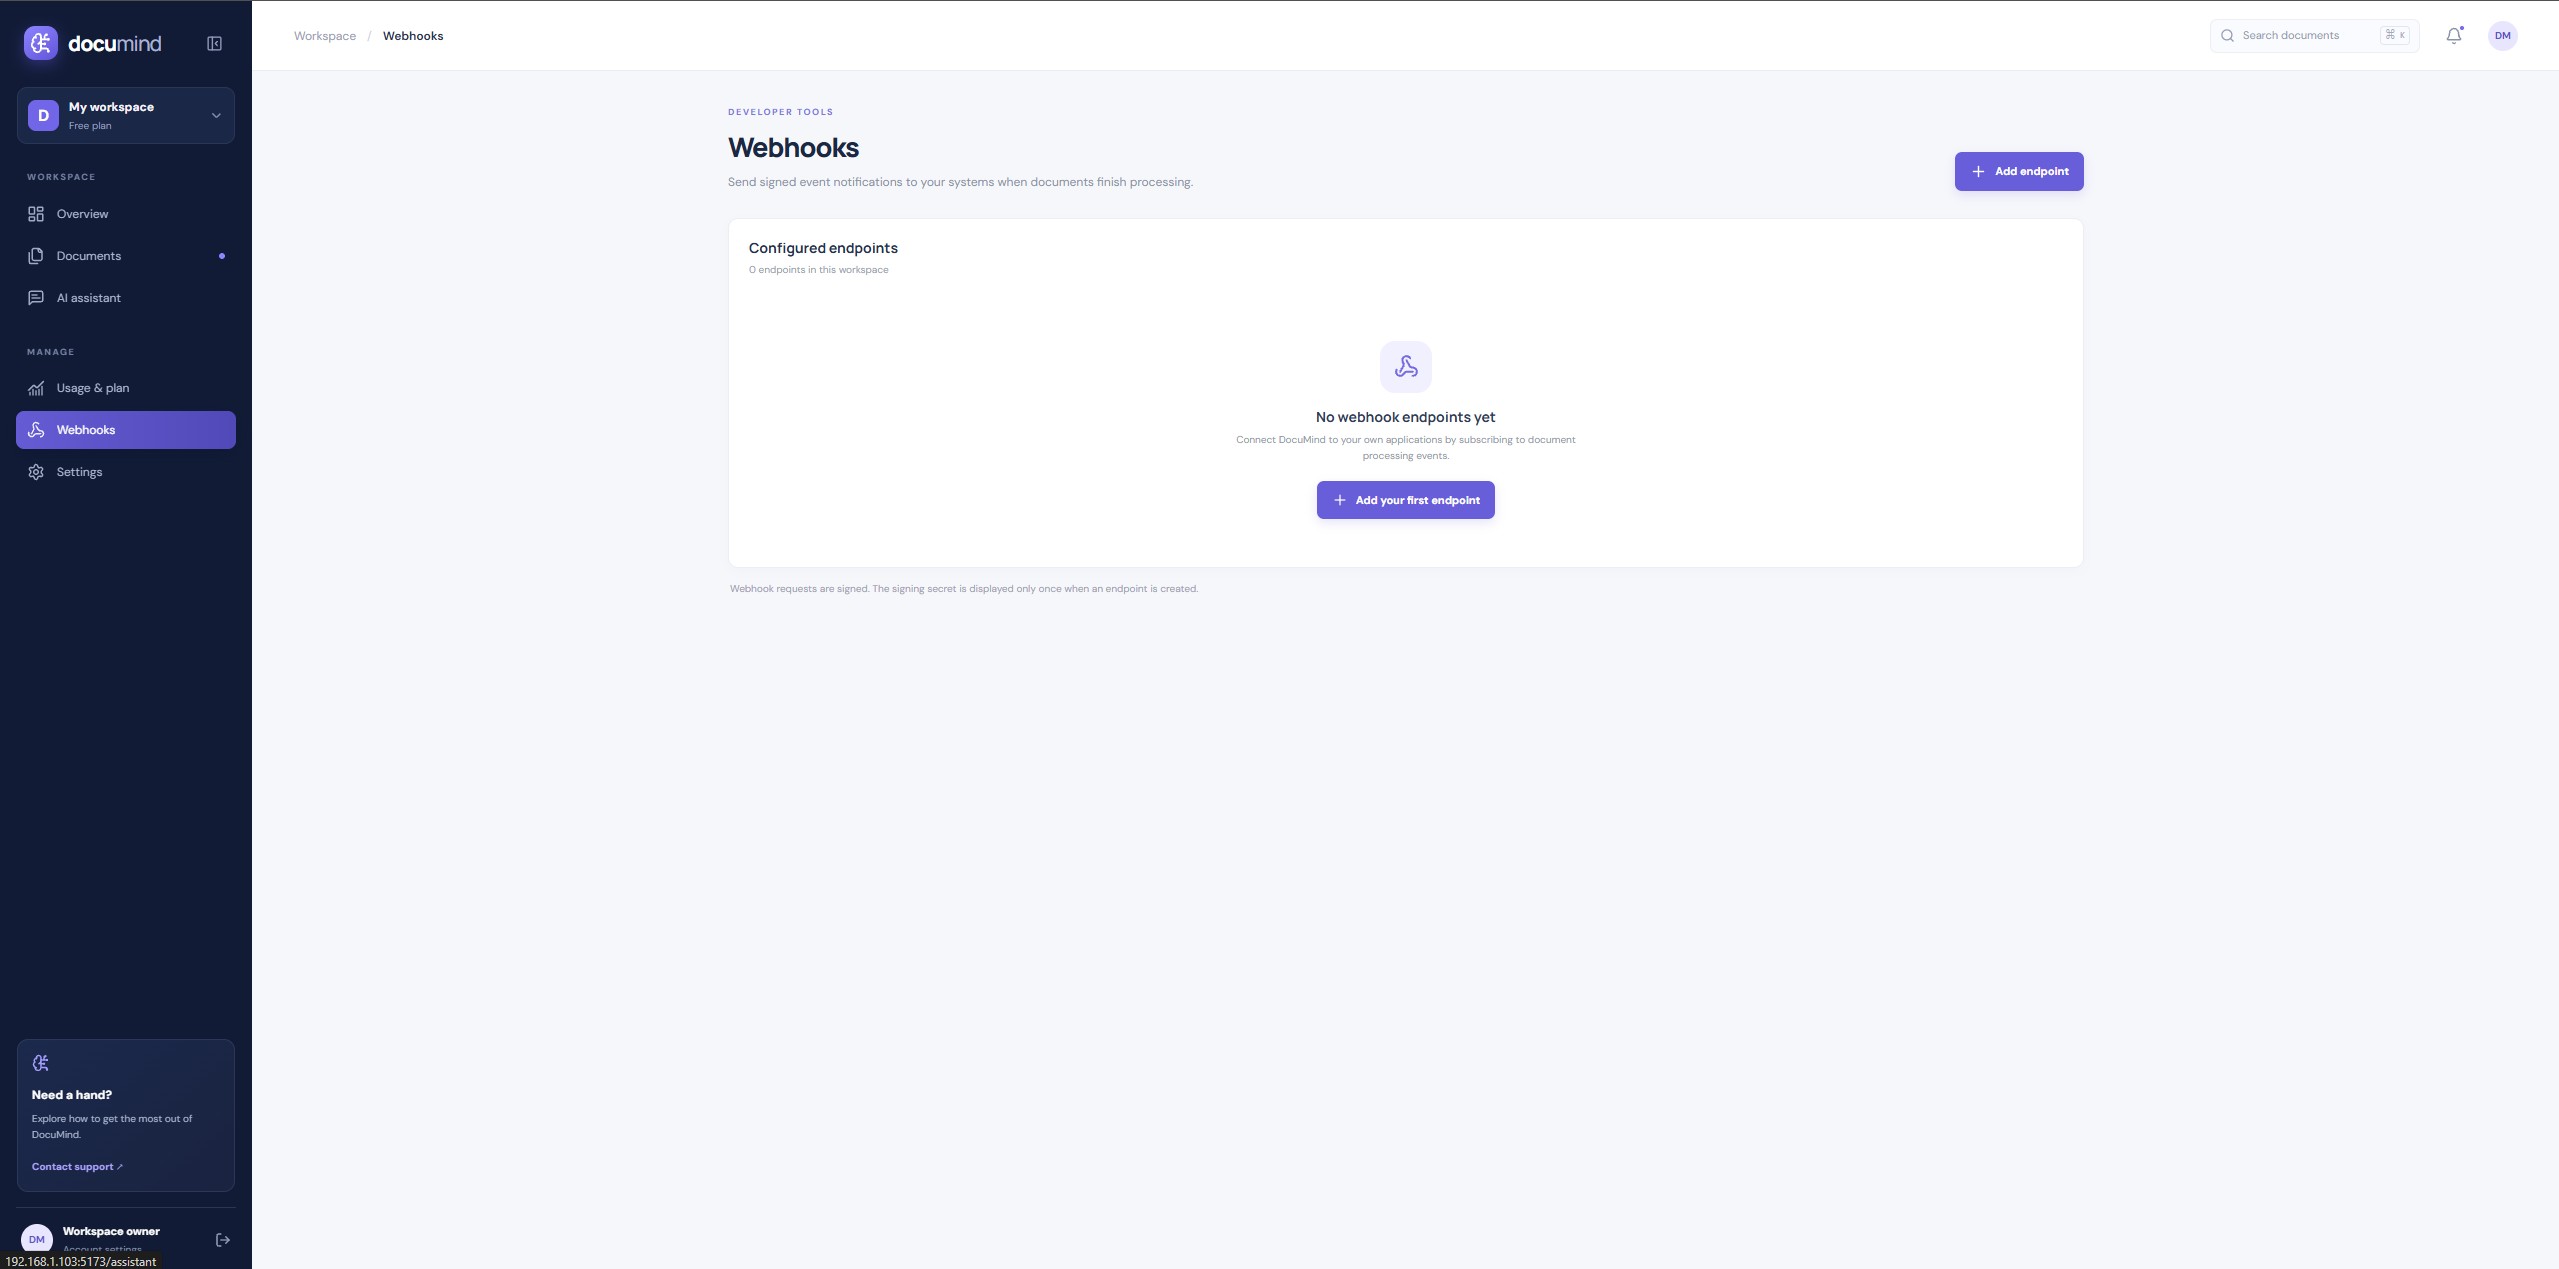 documind
My workspace
Free plan
WORKSPACE
Overview
Documents
AI assistant
MANAGE
Usage & plan
Webhooks
Settings
Need a hand?
Explore how to get the most out of
DocuMind.
Contact support ↗
DM
Workspace owner
Account settings
192.168.1.103:5173/assistant
D
Workspace / Webhooks
Search documents
⌘ K
DM
DEVELOPER TOOLS
Webhooks
Send signed event notifications to your systems when documents finish processing.
Add endpoint
Configured endpoints
0 endpoints in this workspace
No webhook endpoints yet
Connect DocuMind to your own applications by subscribing to document
processing events.
Add your first endpoint
Webhook requests are signed. The signing secret is displayed only once when an endpoint is created.